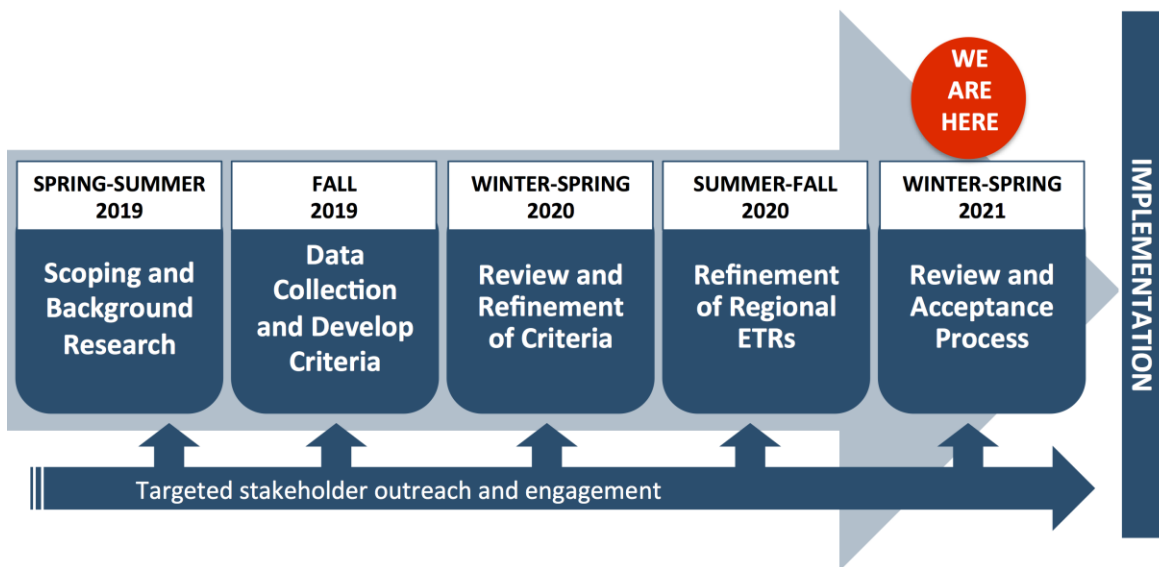 WE
ARE
HERE
SPRING-SUMMER
2019
Scoping and
Background
Research
FALL
2019
Data
Collection
and Develop
Criteria
WINTER-SPRING
2020
Review and
Refinement
of Criteria
SUMMER-FALL
2020
Refinement
of Regional
ETRs
WINTER-SPRING
2021
Review and
Acceptance
Process
IMPLEMENTATION
Targeted stakeholder outreach and engagement